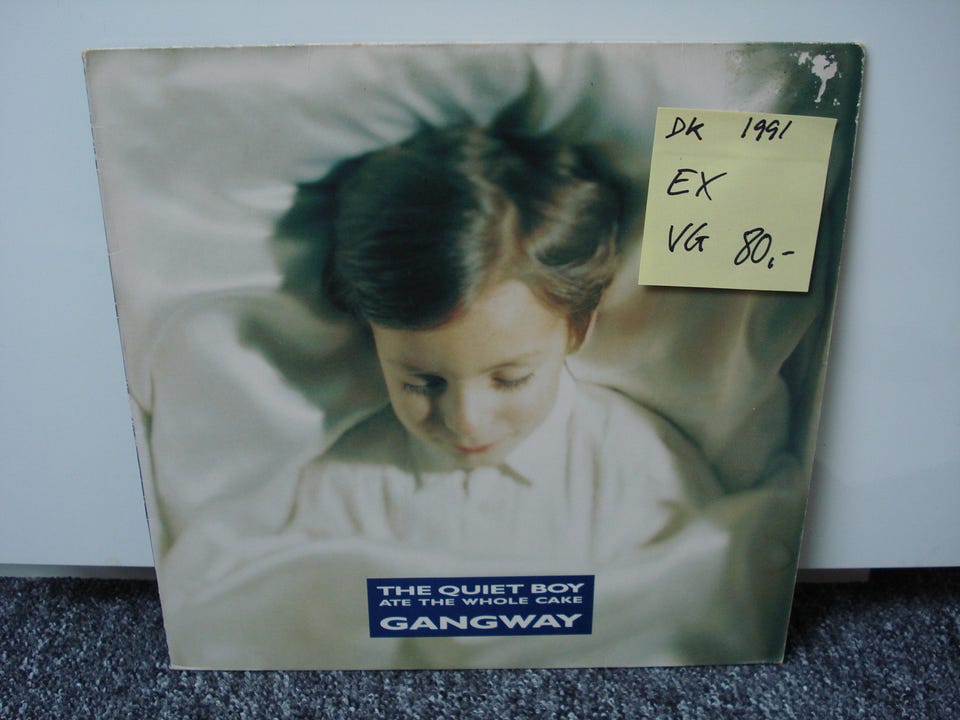 DK 1991
EX
VG 80,-
THE QUIET BOY
ATE THE WHOLE CAKE
GANGWAY